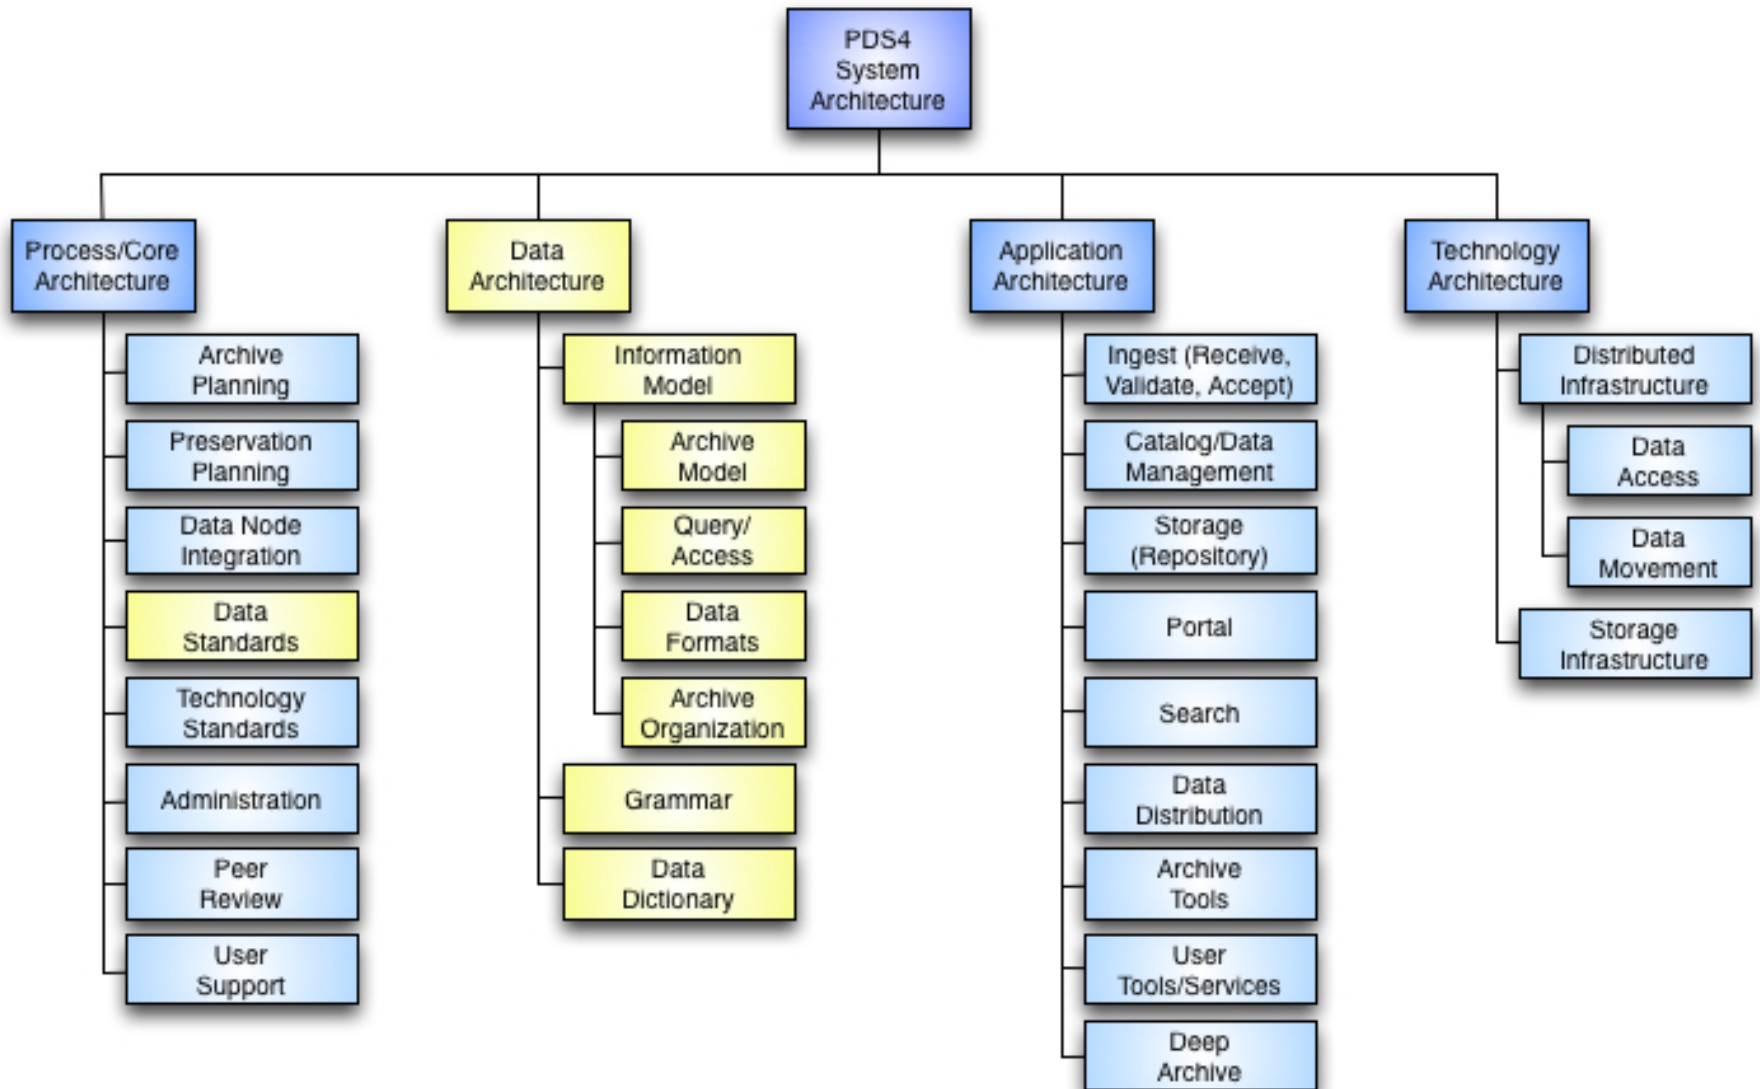 PDS4
System
Architecture
Process/Core
Architecture
Archive
Planning
Preservation
Planning
Data Node
Integration
Data
Standards
Technology
Standards
Administration
Peer
Review
User
Support
Data
Architecture
Information
Model
Archive
Model
Query/
Access
Data
Formats
Archive
Organization
Grammar
Data
Dictionary
Application
Architecture
Ingest (Receive,
Validate, Accept)
Catalog/Data
Management
Storage
(Repository)
Portal
Search
Data
Distribution
Archive
Tools
User
Tools/Services
Deep
Archive
Technology
Architecture
Distributed
Infrastructure
Data
Access
Data
Movement
Storage
Infrastructure